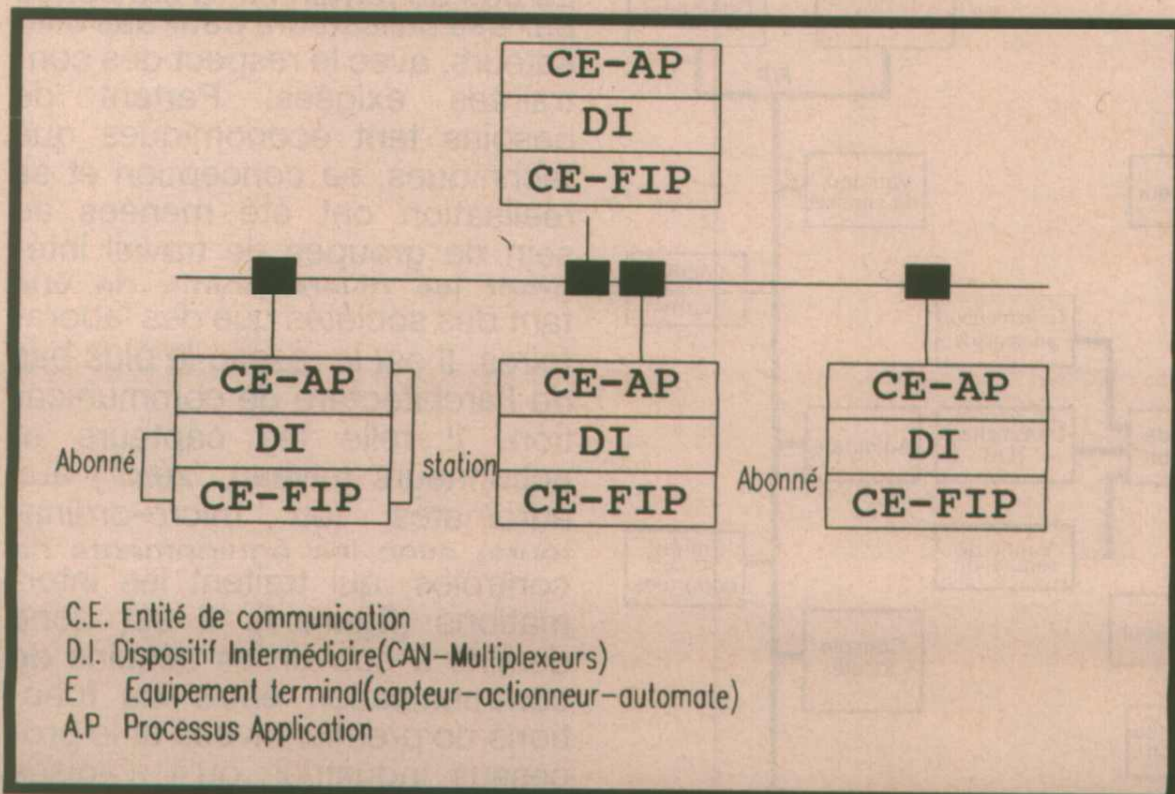 CE-AP
DI
CE-FIP
CE-AP
DI
CE-FIP
Abonné
station
CE-AP
DI
CE-FIP
Abonné
CE-AP
DI
CE-FIP
C.E. Entité de communication
D.I. Dispositif Intermédiaire(CAN-Multiplexeurs)
E Equipement terminal(capteur-actionneur-automate)
A.P Processus Application